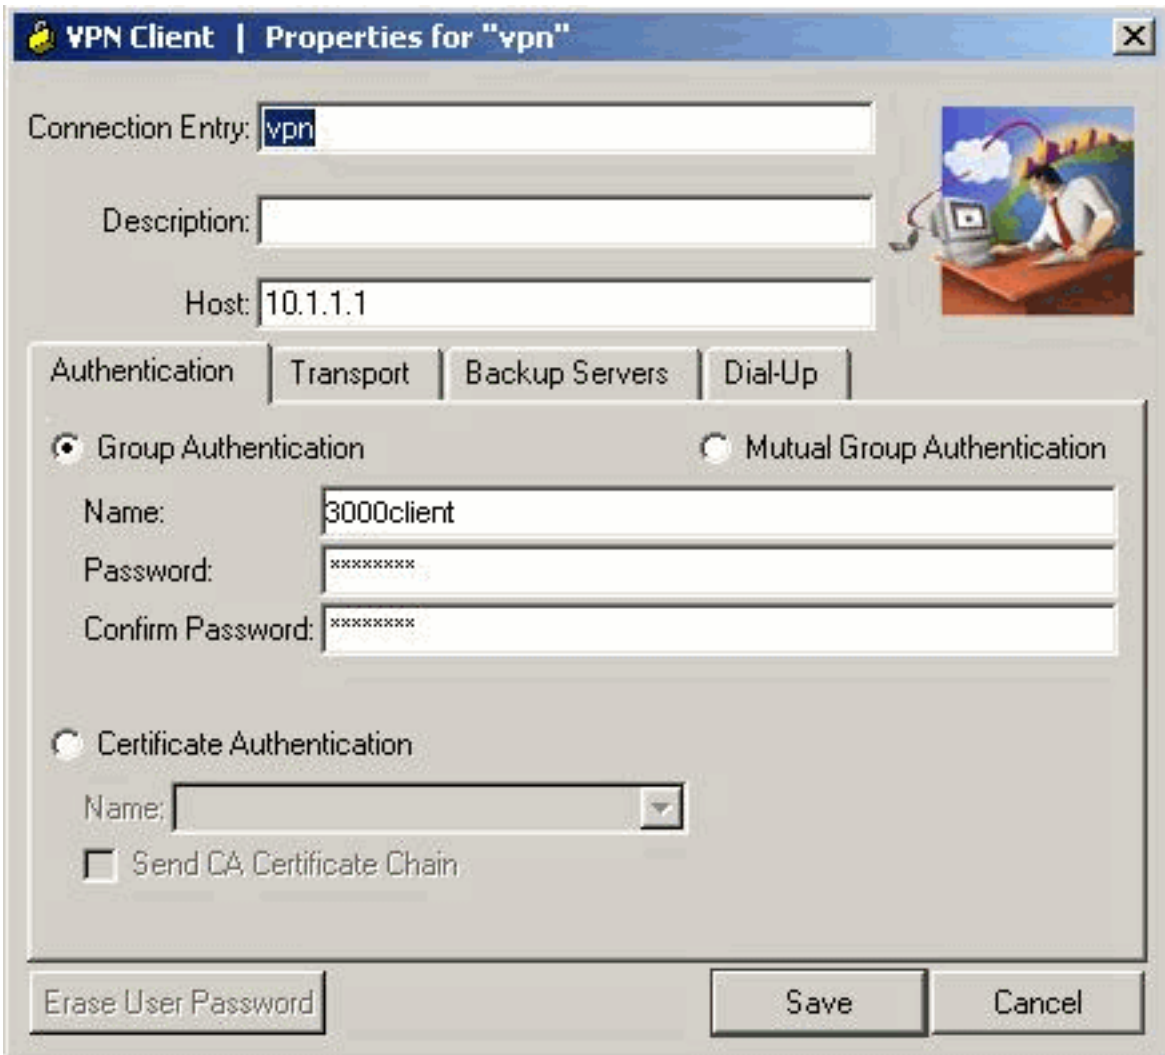 VPN Client | Properties for "vpn"
Connection Entry: vpn
Description:
Host: 10.1.1.1
Authentication Transport Backup Servers Dial-Up
Group Authentication Mutual Group Authentication
Name: 3000client
Password: ********
Confirm Password: ********
Certificate Authentication
Name:
Send CA Certificate Chain
Erase User Password Save Cancel